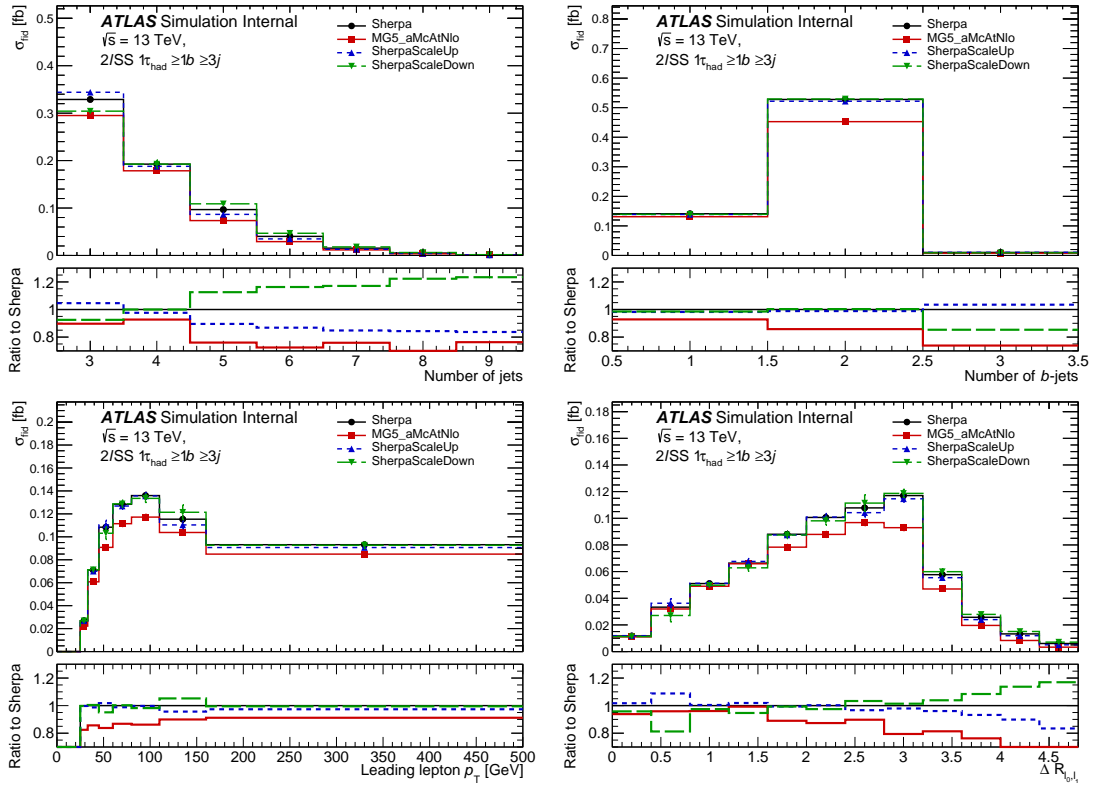 σfid [fb]
0.5
0.4
0.3
0.2
0.1
0
ATLAS Simulation Internal
√s = 13 TeV,
2lSS 1τhad ≥1b ≥3j
Sherpa
MG5_aMcAtNlo
SherpaScaleUp
SherpaScaleDown
Ratio to Sherpa
1.2
1
0.8
3 4 5 6 7 8 9
Number of jets
σfid [fb]
0.8
0.7
0.6
0.5
0.4
0.3
0.2
0.1
0
ATLAS Simulation Internal
√s = 13 TeV,
2lSS 1τhad ≥1b ≥3j
Sherpa
MG5_aMcAtNlo
SherpaScaleUp
SherpaScaleDown
Ratio to Sherpa
1.2
1
0.8
0.5 1 1.5 2 2.5 3 3.5
Number of b-jets
σfid [fb]
0.2
0.18
0.16
0.14
0.12
0.1
0.08
0.06
0.04
0.02
0
ATLAS Simulation Internal
√s = 13 TeV,
2lSS 1τhad ≥1b ≥3j
Sherpa
MG5_aMcAtNlo
SherpaScaleUp
SherpaScaleDown
Ratio to Sherpa
1.2
1
0.8
0 50 100 150 200 250 300 350 400 450 500
Leading lepton pT [GeV]
σfid [fb]
0.18
0.16
0.14
0.12
0.1
0.08
0.06
0.04
0.02
0
ATLAS Simulation Internal
√s = 13 TeV,
2lSS 1τhad ≥1b ≥3j
Sherpa
MG5_aMcAtNlo
SherpaScaleUp
SherpaScaleDown
Ratio to Sherpa
1.2
1
0.8
0 0.5 1 1.5 2 2.5 3 3.5 4 4.5
Δ Rl0,l1